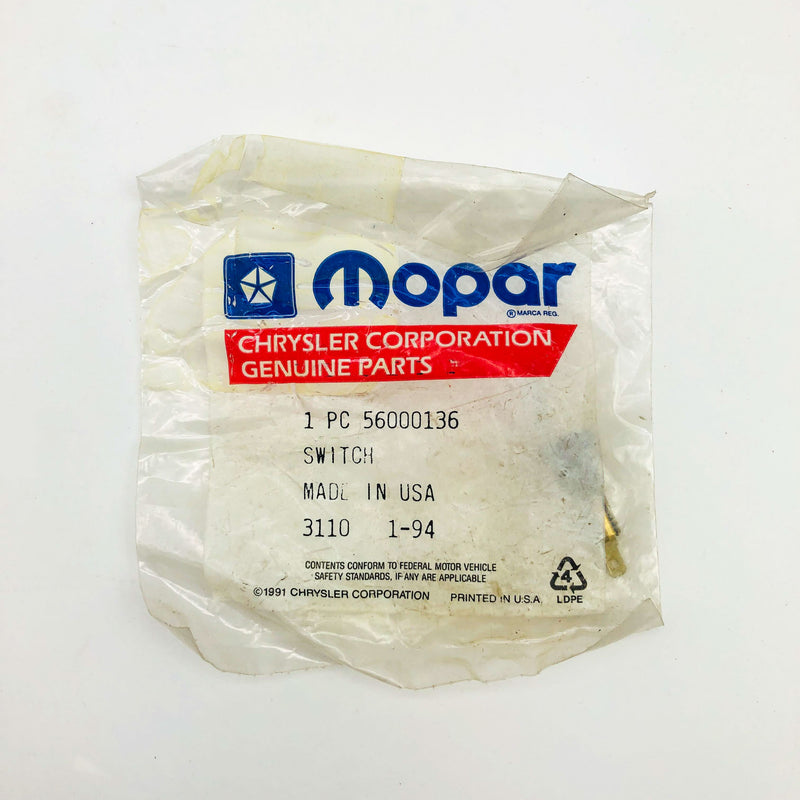 mopar
® MARCA REG.
CHRYSLER CORPORATION
GENUINE PARTS
1 PC 56000136
SWITCH
MADE IN USA
3110 1-94
CONTENTS CONFORM TO FEDERAL MOTOR VEHICLE
SAFETY STANDARDS, IF ANY ARE APPLICABLE
©1991 CHRYSLER CORPORATION PRINTED IN U.S.A.
4
LDPE